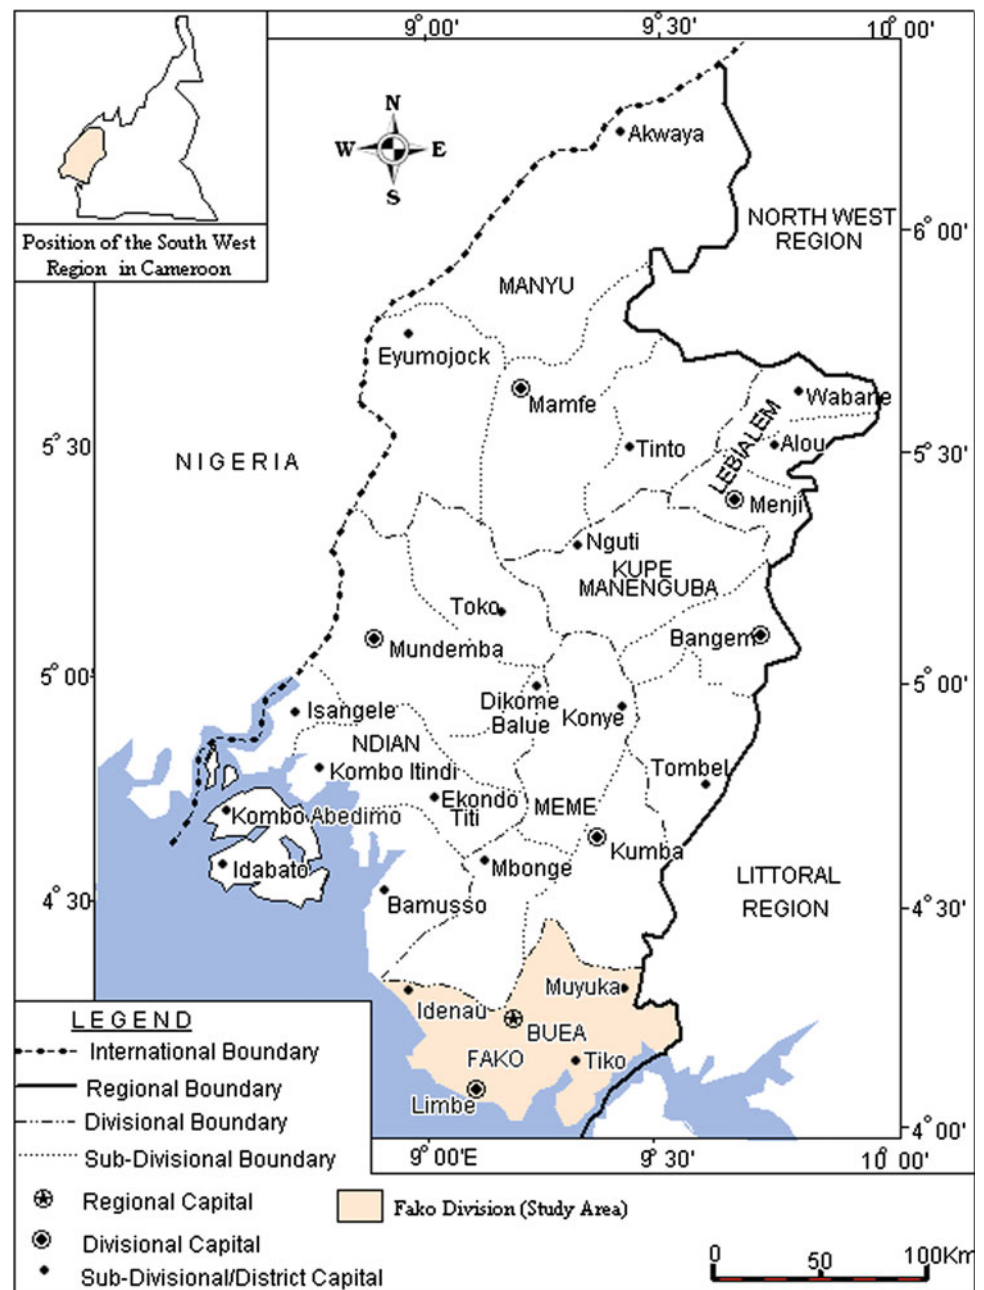 9°00'
9°,30'
10°00'
N
W
E
S
Position of the South West
Region in Cameroon
Akwaya
NORTH WEST
REGION
6°00'
MANYU
Eyumojock
Mamfe
Wabane
LEBIALEM
Alou
5°30
NIGERIA
Tinto
5°30'
Menji
Nguti
KUPE
MANENGUBA
Toko
Mundemba
Bangem
5°00'
5°00'
Isangele
Dikome
Balue
Konye
NDIAN
Kombo Itindi
Tombel
Ekondo
Titi
MEME
Kombo Abedimo
Kumba
Idabato
Mbonge
LITTORAL
REGION
4°30
Bamusso
4°30'
Idenau
Muyuka
BUEA
FAKO
Tiko
Limbe
4°00'
LEGEND
International Boundary
Regional Boundary
Divisional Boundary
Sub-Divisional Boundary
Regional Capital
Divisional Capital
Sub-Divisional/District Capital
9°00'E
9°30'
10°00'
Fako Division (Study Area)
0
50
100Km